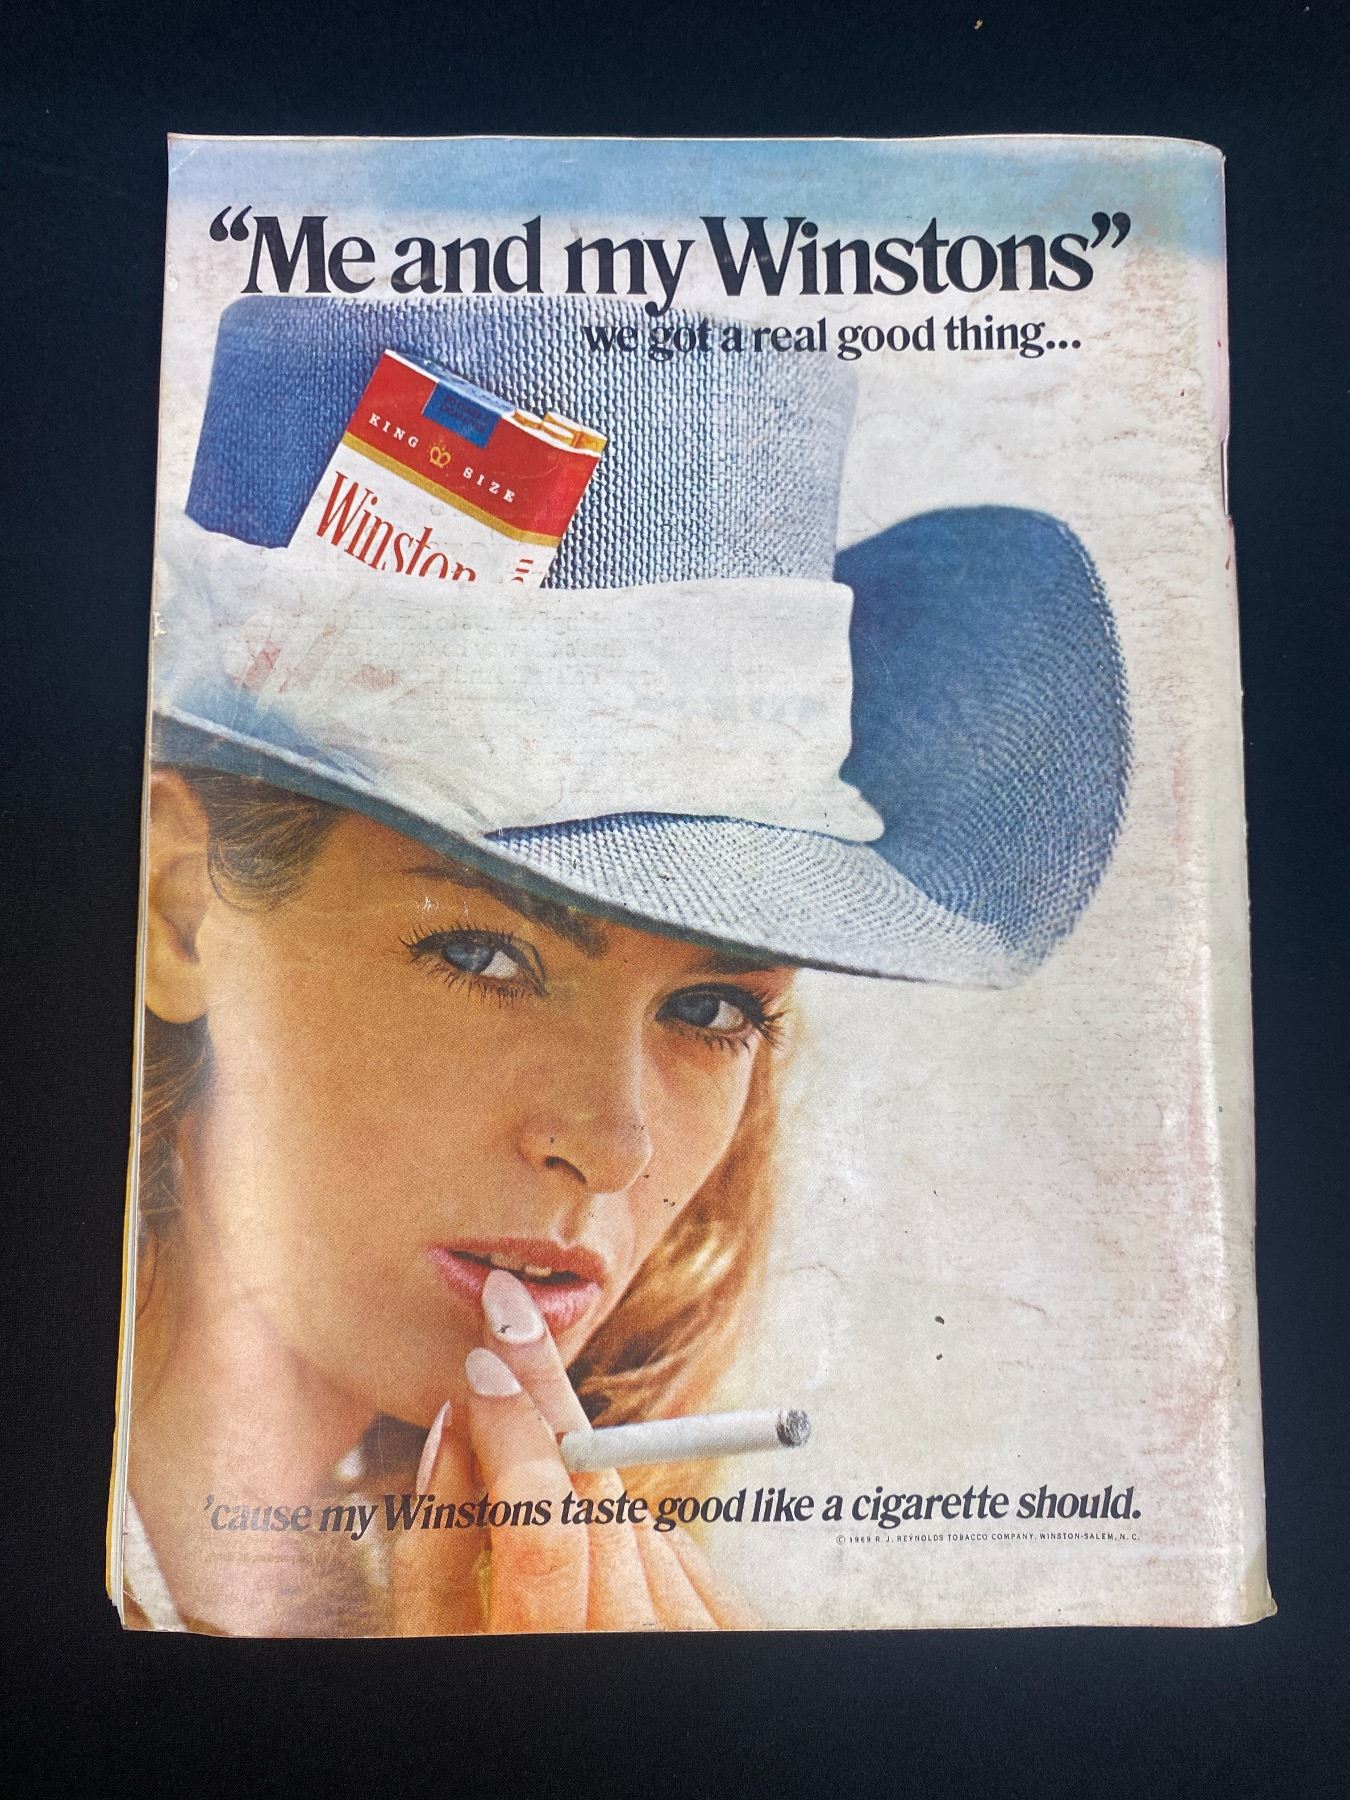 “Me and my Winstons”
we got a real good thing...
KING SIZE
Winston
’cause my Winstons taste good like a cigarette should.
© 1969 R. J. REYNOLDS TOBACCO COMPANY, WINSTON-SALEM, N. C.